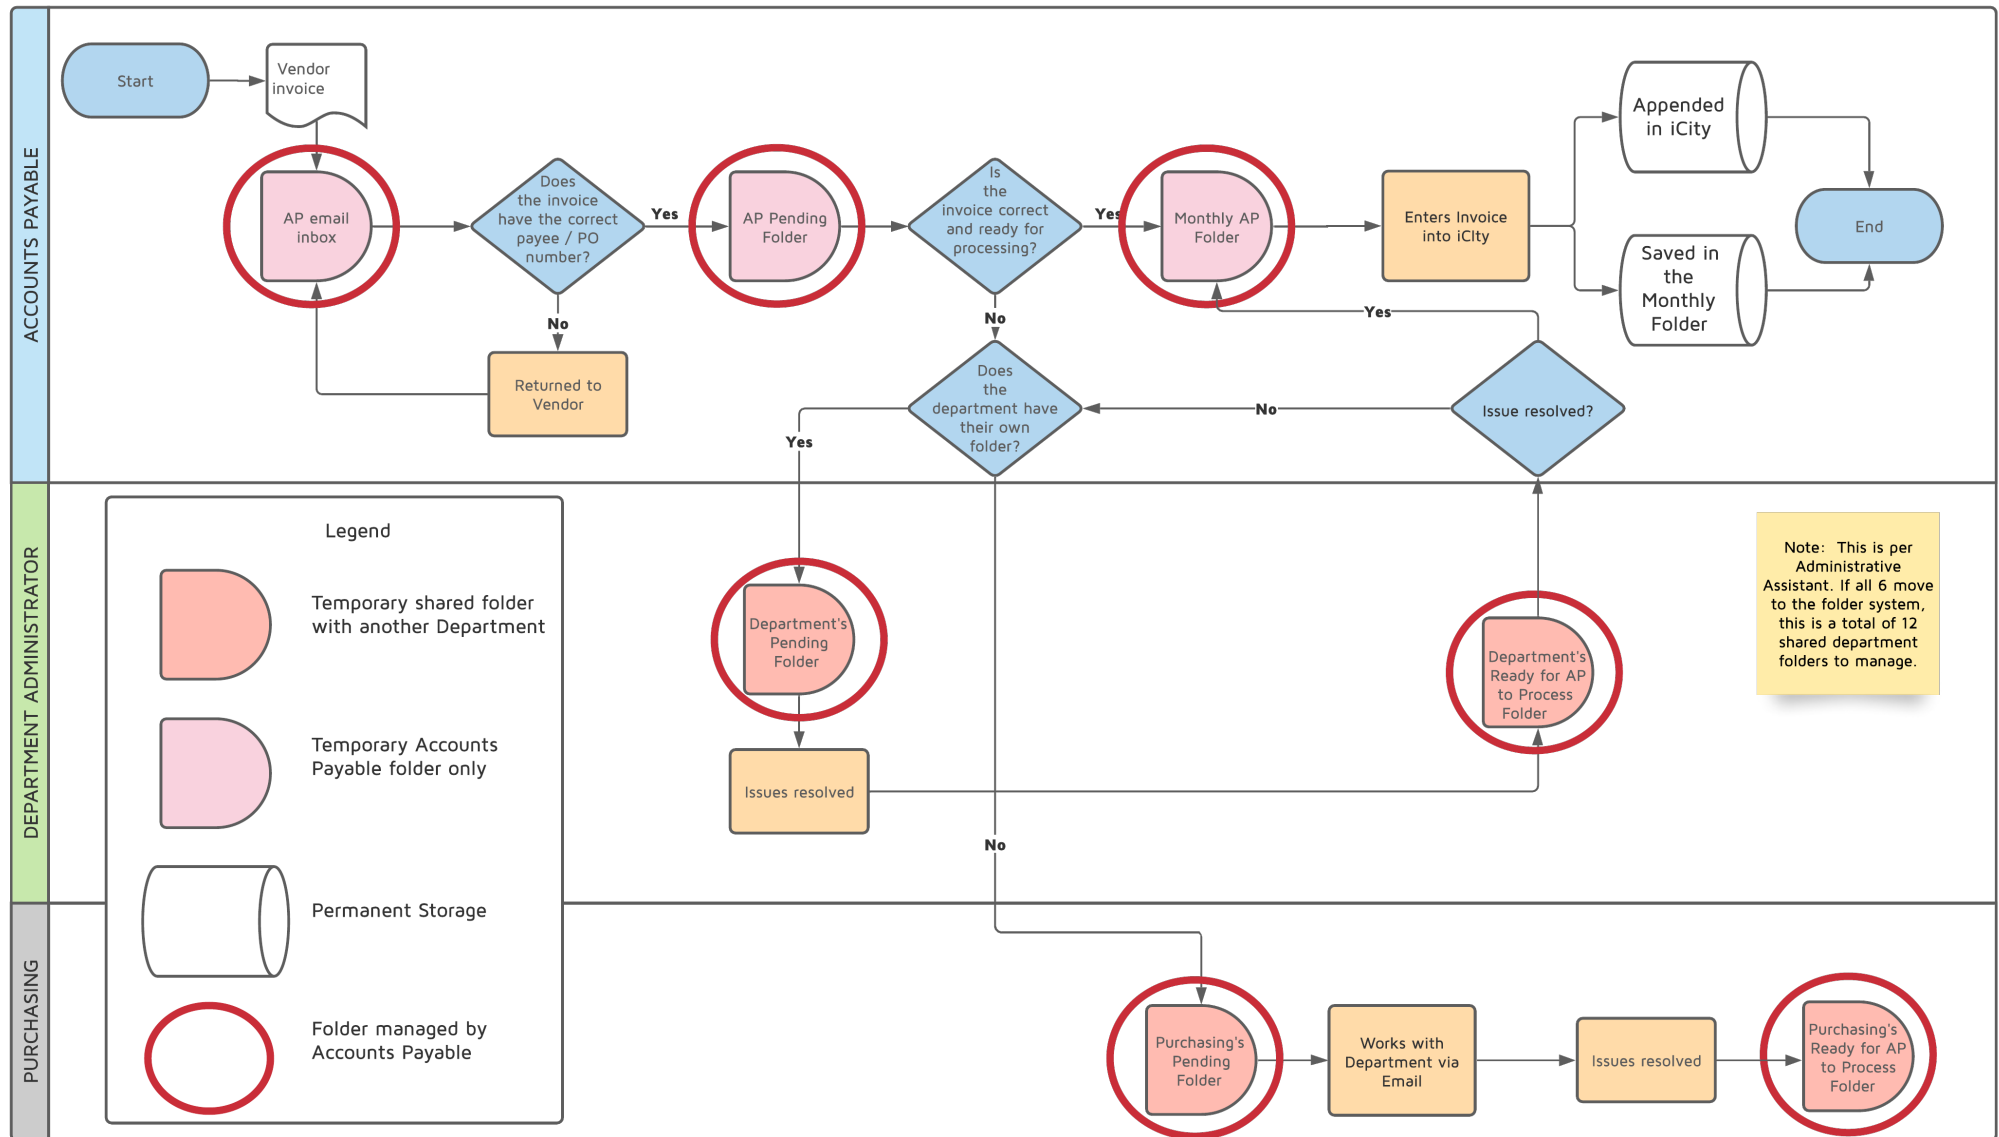 ACCOUNTS PAYABLE
Start
Vendor
invoice
AP email
inbox
Does
the invoice
have the correct
payee / PO
number?
Yes
No
Returned to
Vendor
AP Pending
Folder
Is
the
invoice correct
and ready for
processing?
Yes
No
Monthly AP
Folder
Enters Invoice
into iCIty
Appended
in iCity
Saved in
the
Monthly
Folder
End
Does
the
department have
their own
folder?
Yes
No
Issue resolved?
Yes
No
DEPARTMENT ADMINISTRATOR
Legend
Temporary shared folder
with another Department
Temporary Accounts
Payable folder only
Permanent Storage
Folder managed by
Accounts Payable
Department's
Pending
Folder
Issues resolved
Department's
Ready for AP
to Process
Folder
Note: This is per
Administrative
Assistant. If all 6 move
to the folder system,
this is a total of 12
shared department
folders to manage.
PURCHASING
Purchasing's
Pending
Folder
Works with
Department via
Email
Issues resolved
Purchasing's
Ready for AP
to Process
Folder